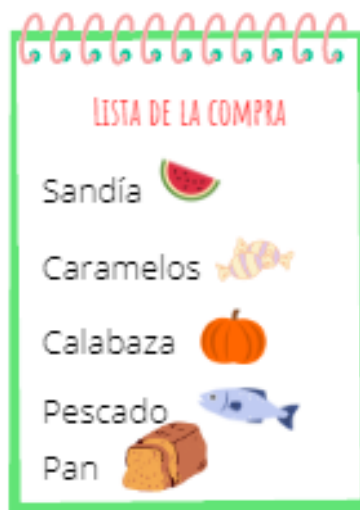 LISTA DE LA COMPRA
Sandía
Caramelos
Calabaza
Pescado
Pan